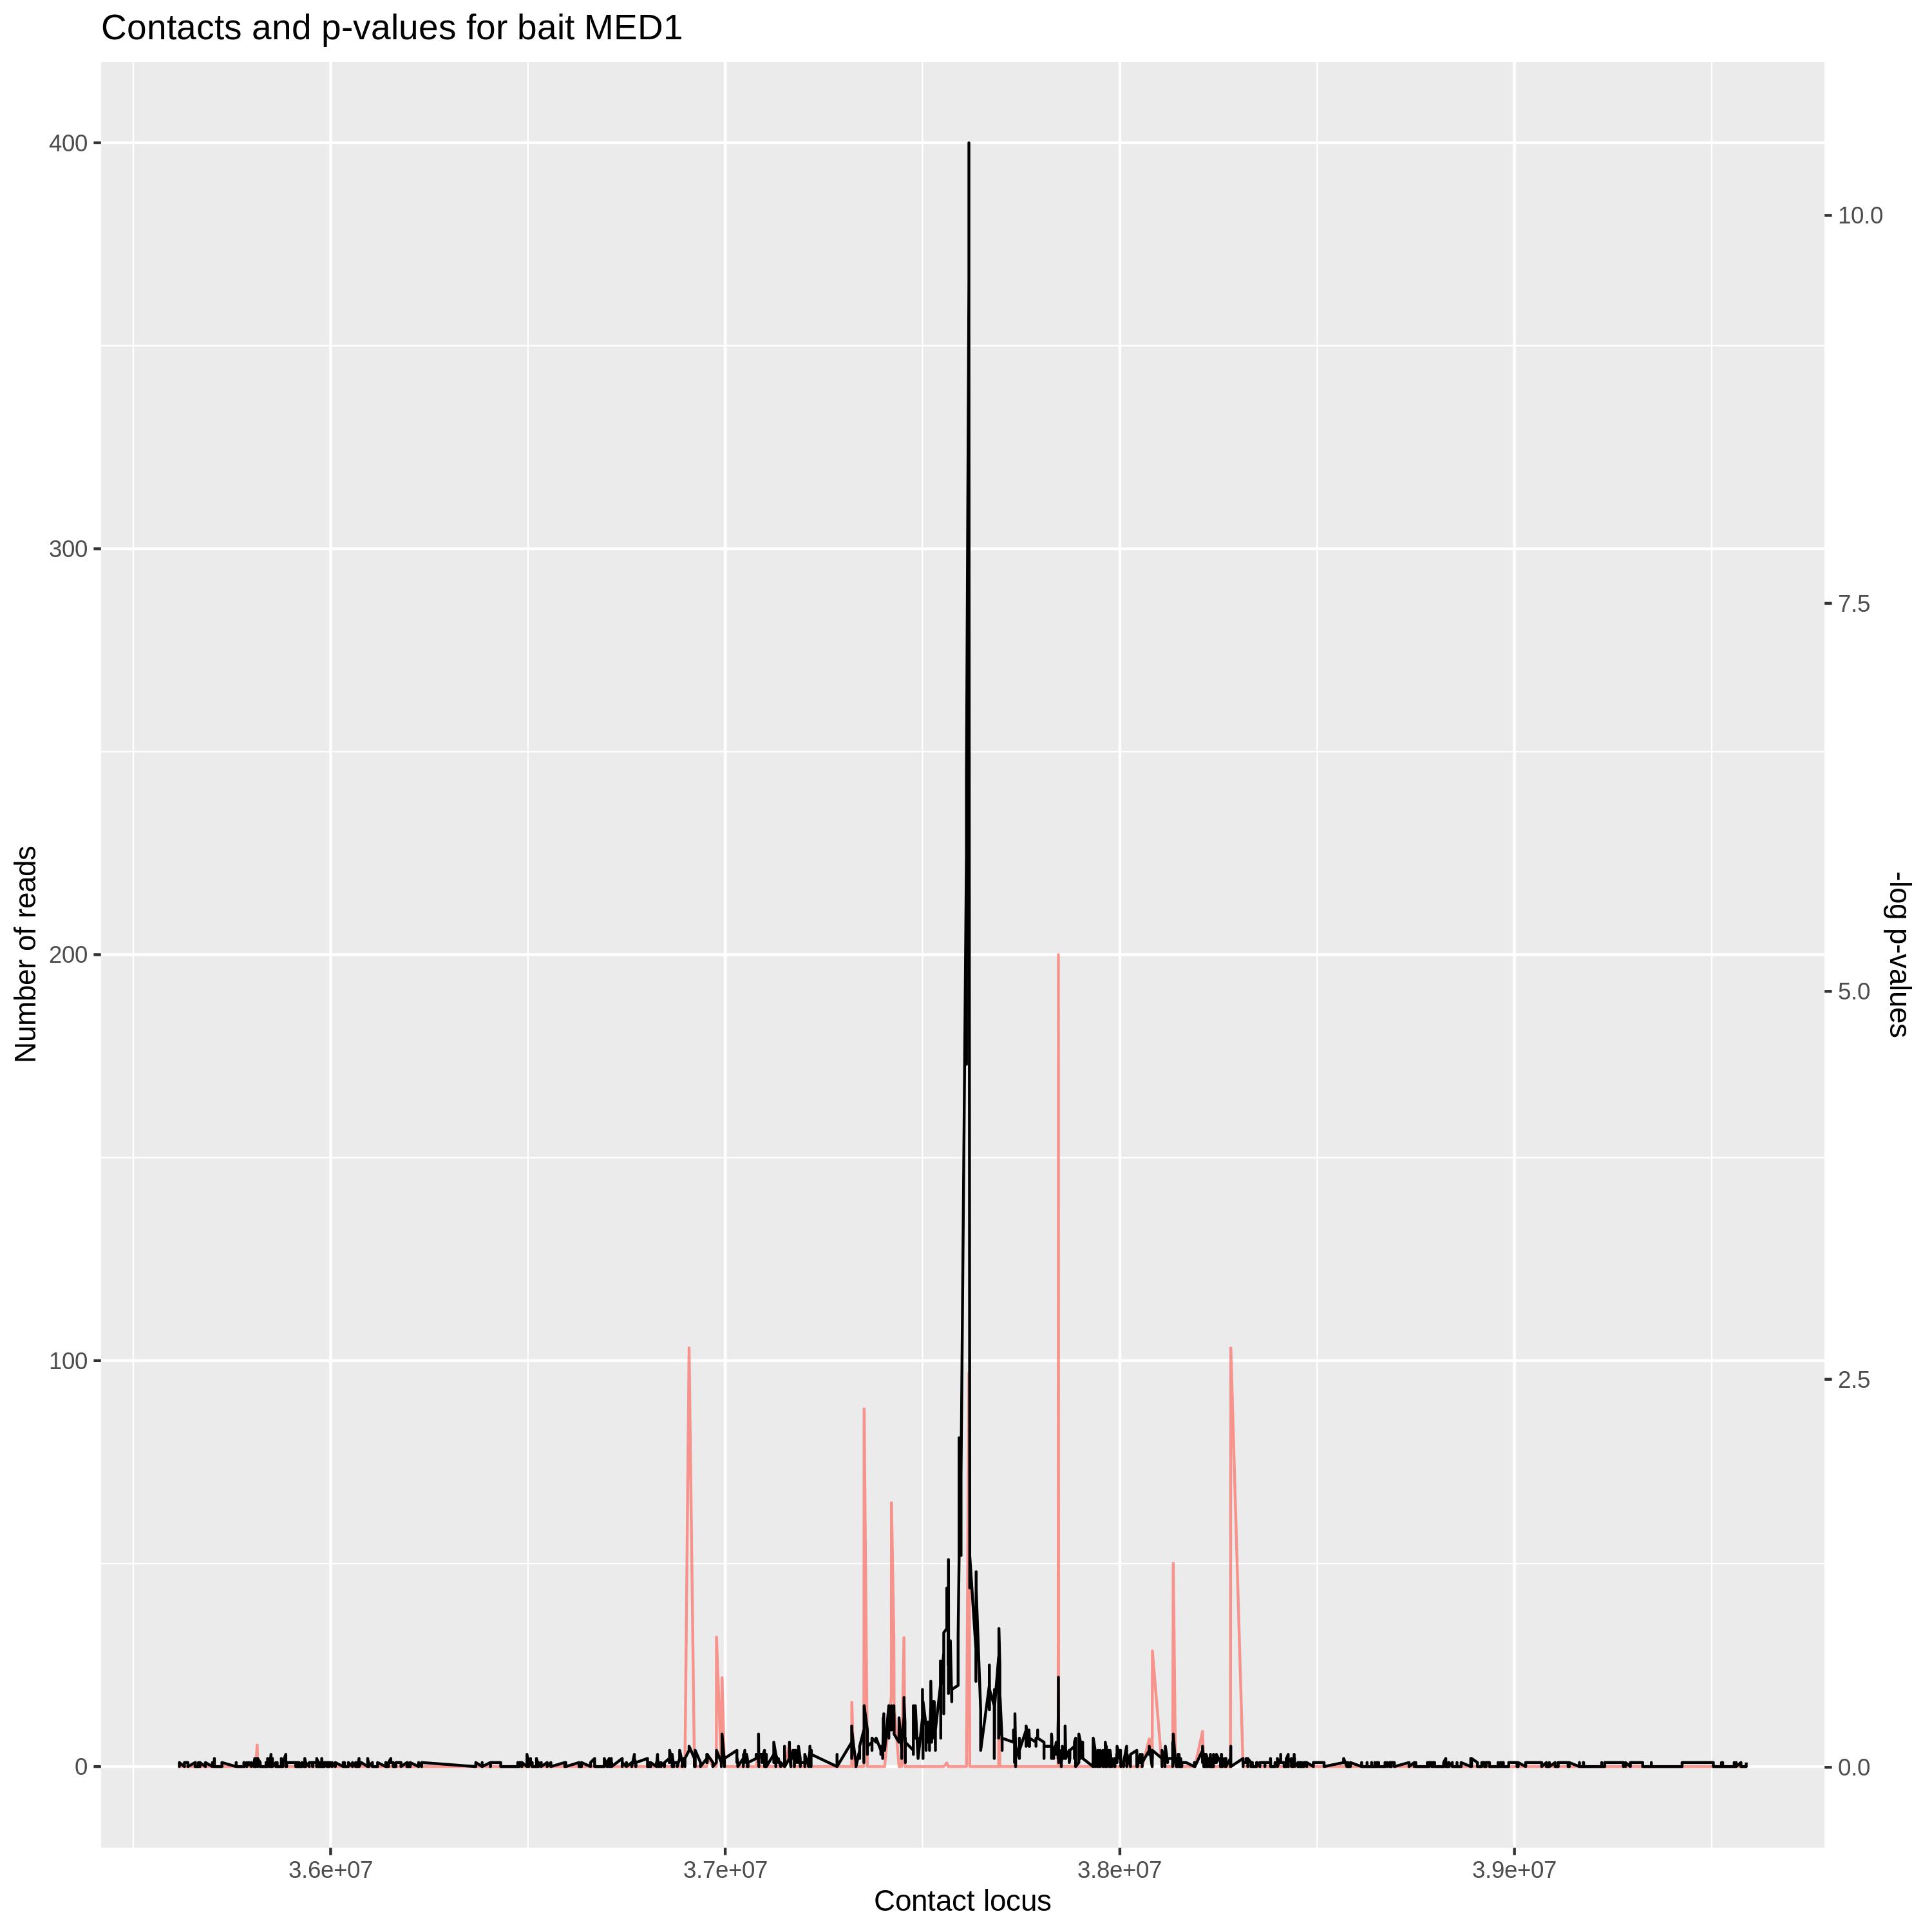 Contacts and p-values for bait MED1
400
300
200
100
0
Number of reads
10.0
7.5
5.0
2.5
0.0
-log p-values
3.6e+07
3.7e+07
3.8e+07
3.9e+07
Contact locus